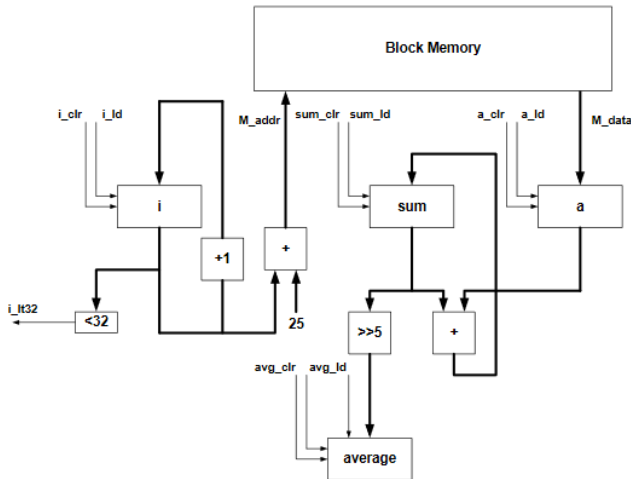 Block Memory
i_clr
i_ld
M_addr
sum_clr
sum_ld
a_clr
a_ld
M_data
i
sum
a
+1
+
i_lt32
<32
25
>>5
+
avg_clr
avg_ld
average